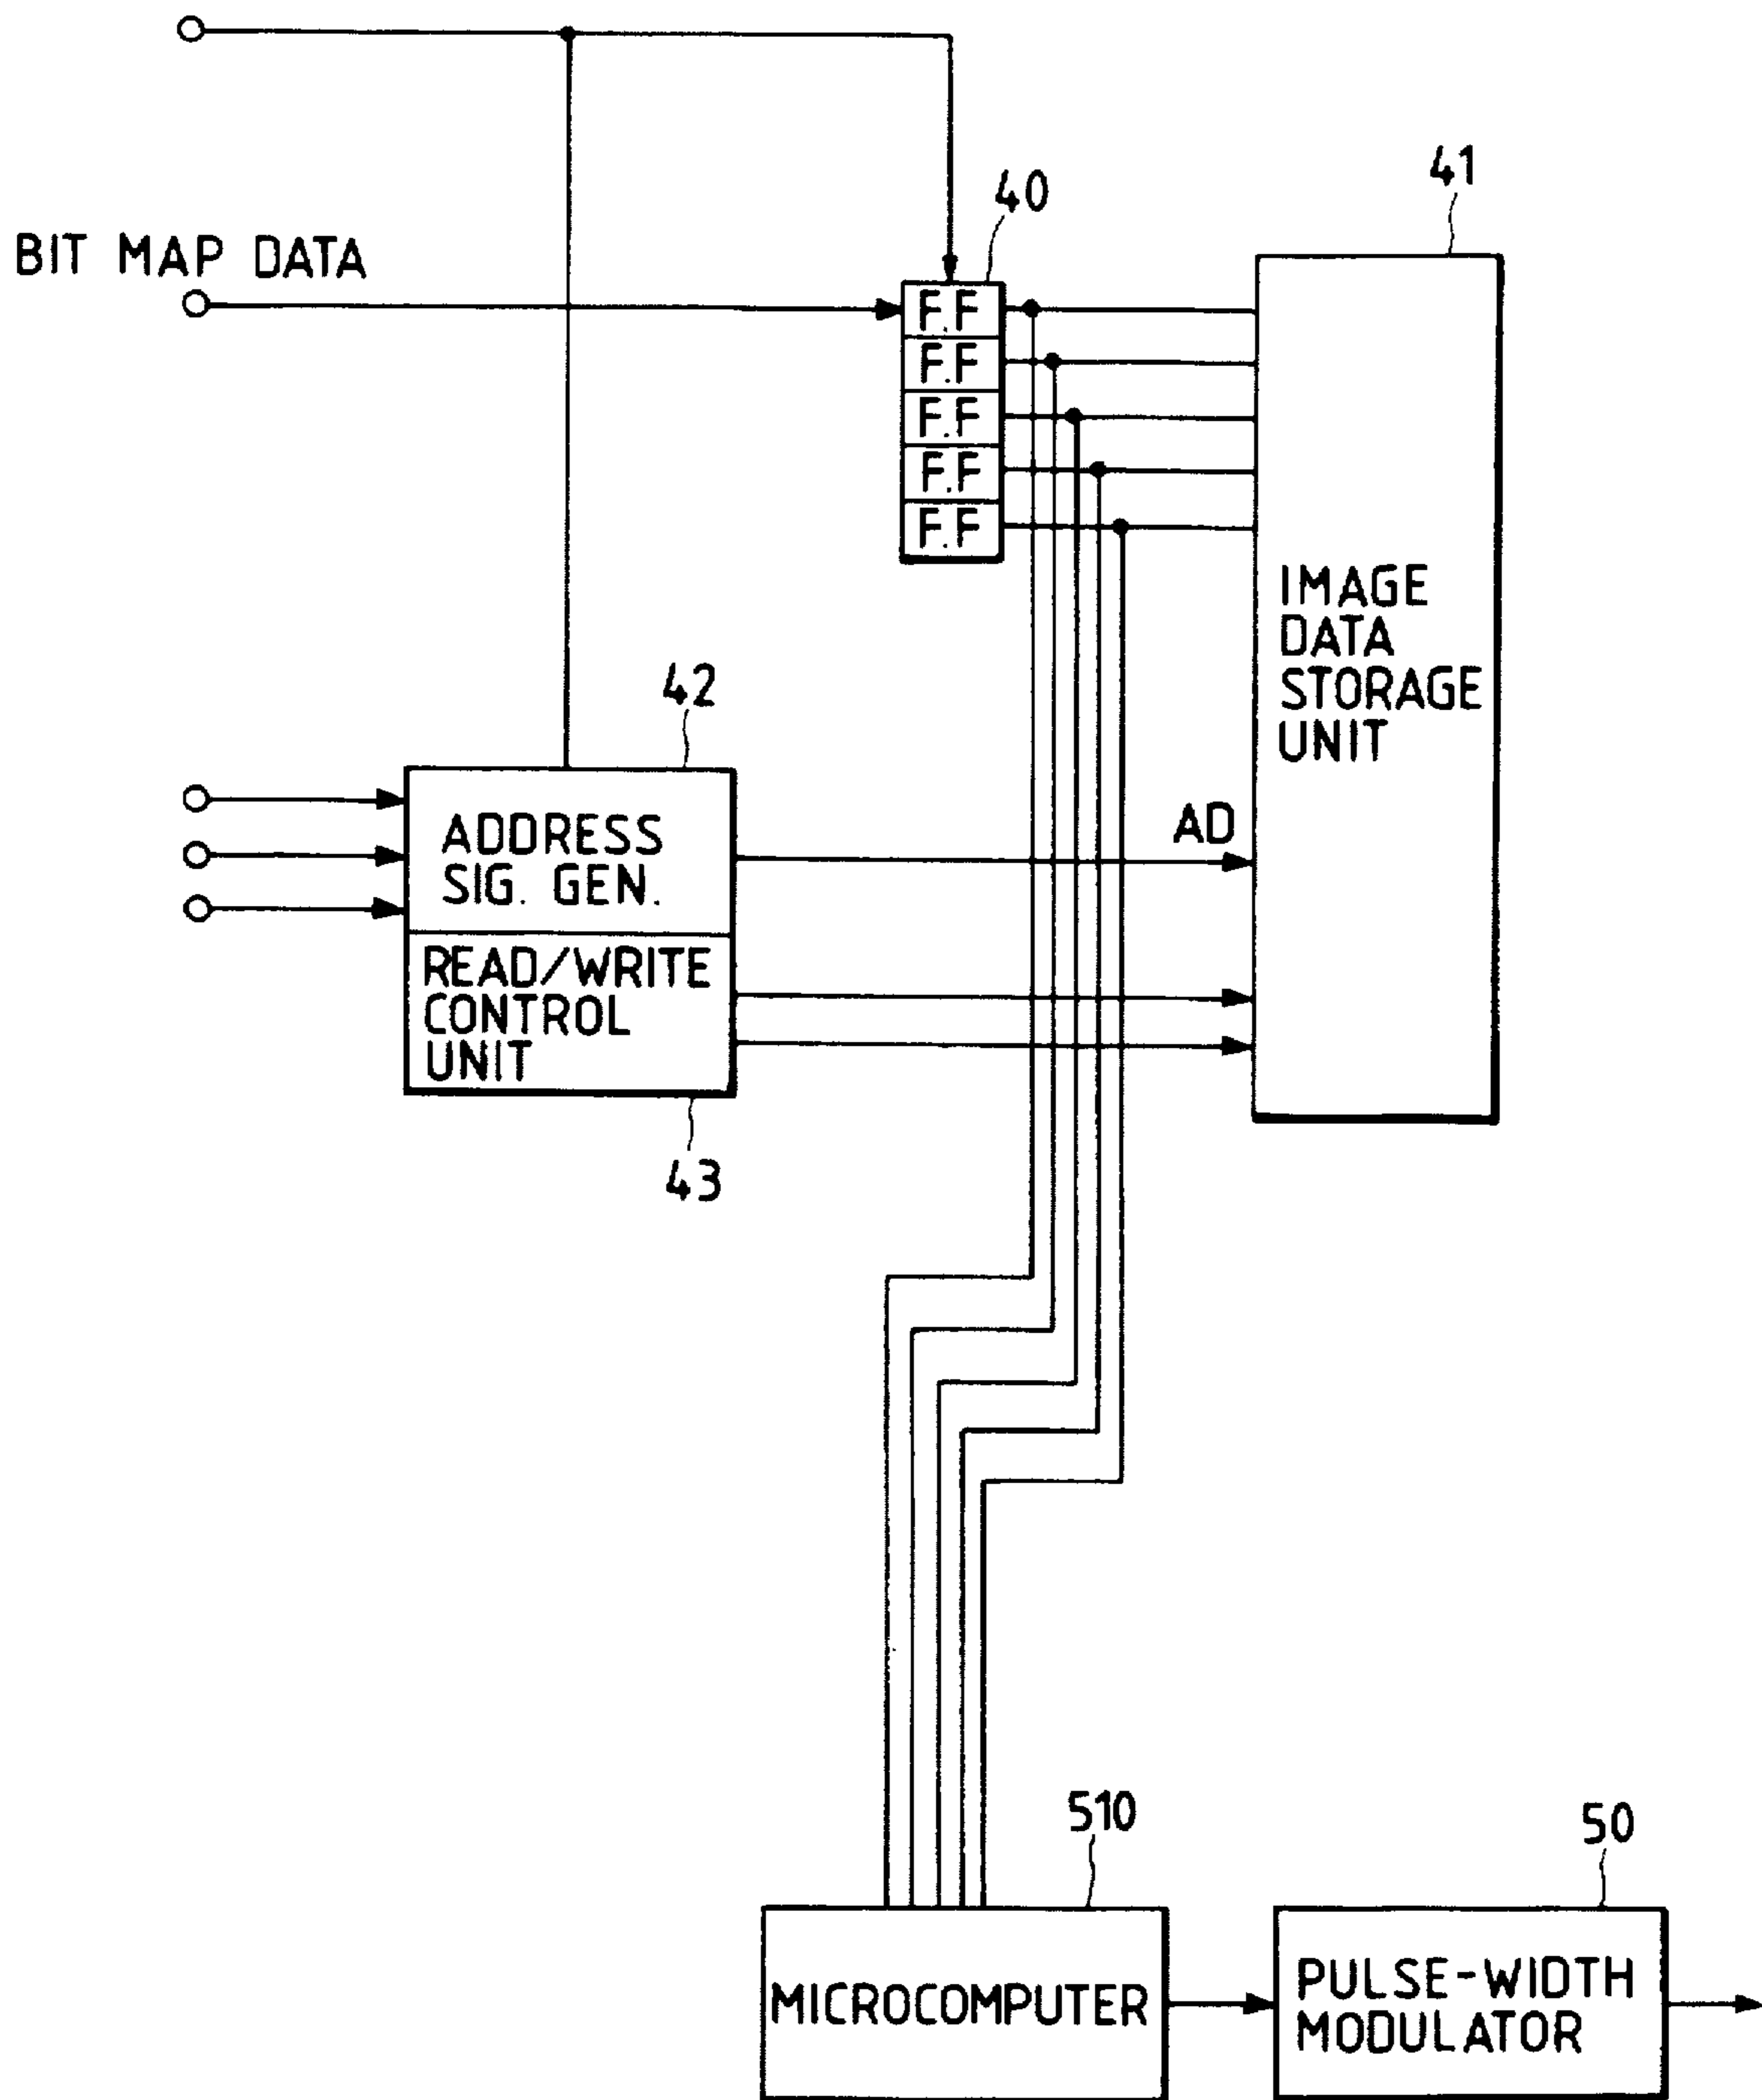 41
40
BIT MAP DATA
F.F
F.F
F.F
F.F
F.F
IMAGE
DATA
STORAGE
UNIT
42
AD
ADDRESS
SIG. GEN.
READ/WRITE
CONTROL
UNIT
43
510
50
MICROCOMPUTER
PULSE-WIDTH
MODULATOR